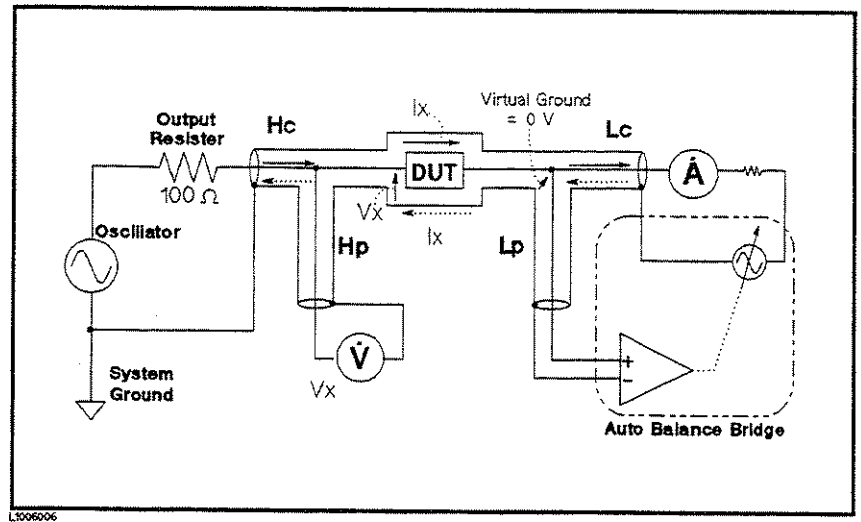 Output
Resister
100 Ω
Oscillator
System
Ground
Hc
Ix
Virtual Ground
= 0 V
Lc
DUT
Vx
Ix
Hp
Lp
Å
V̇
Vx
+
−
Auto Balance Bridge
L1006006